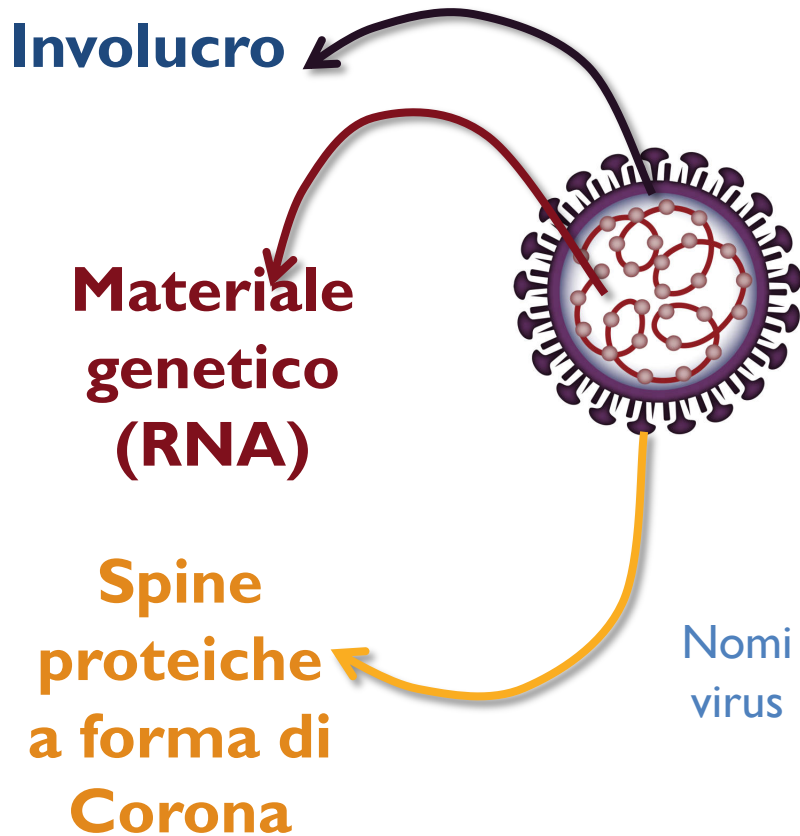 Involucro
Materiale
genetico
(RNA)
Spine
proteiche
a forma di
Corona
Nomi
virus